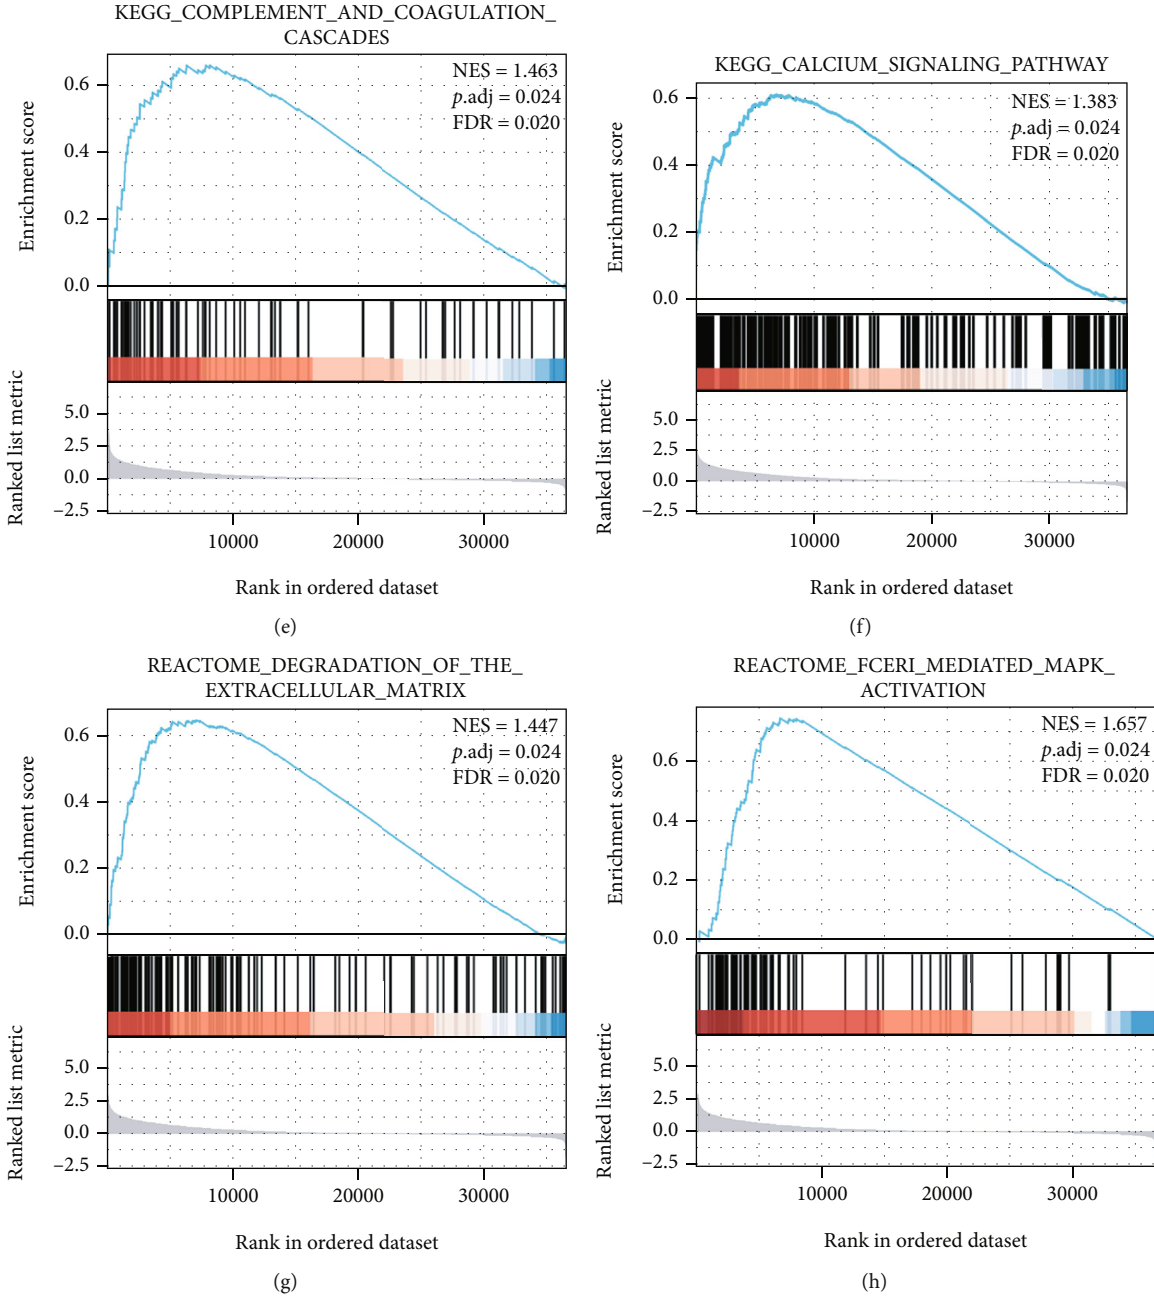 KEGG_COMPLEMENT_AND_COAGULATION_
CASCADES
NES = 1.463
p.adj = 0.024
FDR = 0.020
0.6
0.4
0.2
0.0
Enrichment score
5.0
2.5
0.0
−2.5
Ranked list metric
10000 20000 30000
Rank in ordered dataset
(e)
KEGG_CALCIUM_SIGNALING_PATHWAY
NES = 1.383
p.adj = 0.024
FDR = 0.020
0.6
0.4
0.2
0.0
Enrichment score
5.0
2.5
0.0
−2.5
Ranked list metric
10000 20000 30000
Rank in ordered dataset
(f)
REACTOME_DEGRADATION_OF_THE_
EXTRACELLULAR_MATRIX
NES = 1.447
p.adj = 0.024
FDR = 0.020
0.6
0.4
0.2
0.0
Enrichment score
5.0
2.5
0.0
−2.5
Ranked list metric
10000 20000 30000
Rank in ordered dataset
(g)
REACTOME_FCERI_MEDIATED_MAPK_
ACTIVATION
NES = 1.657
p.adj = 0.024
FDR = 0.020
0.6
0.4
0.2
0.0
Enrichment score
5.0
2.5
0.0
−2.5
Ranked list metric
10000 20000 30000
Rank in ordered dataset
(h)